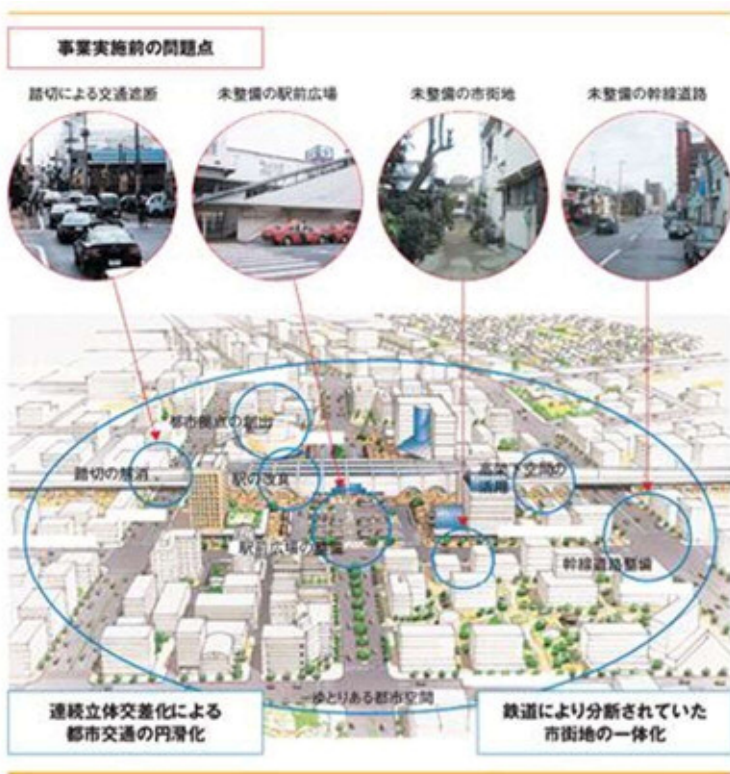 事業実施前の問題点
踏切による交通遮断
未整備の駅前広場
未整備の市街地
未整備の幹線道路
都市拠点の創出
踏切の解消
駅の改良
高架下空間の
活用
駅前広場の整備
幹線道路整備
ゆとりある都市空間
連続立体交差化による
都市交通の円滑化
鉄道により分断されていた
市街地の一体化